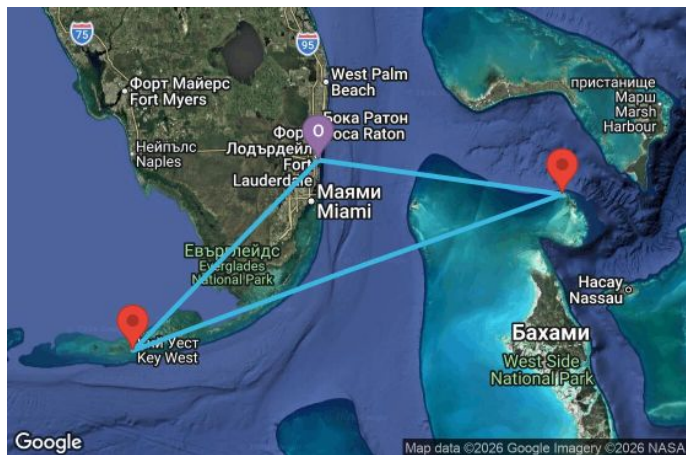 75
95
Форт Майерс
Fort Myers
West Palm
Beach
пристанище
Марш
Marsh
Harbour
Бока Ратон
Boca Raton
Форт
Лодърдейл
Fort
Lauderdale
O
Нейпълс
Naples
Маями
Miami
Евърглейдс
Everglades
National Park
Насау
Nassau
Уест
Key West
Бахами
West Side
National Park
Google
Map data ©2026 Google Imagery ©2026 NASA